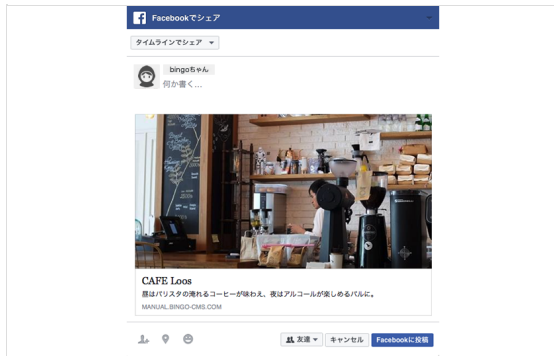 Facebookでシェア
タイムラインでシェア
bingoちゃん
何か書く...
CAFE Loos
昼はバリスタの淹れるコーヒーが味わえ、夜はアルコールが楽しめるバルに。
MANUAL.BINGO-CMS.COM
友達
キャンセル
Facebookに投稿